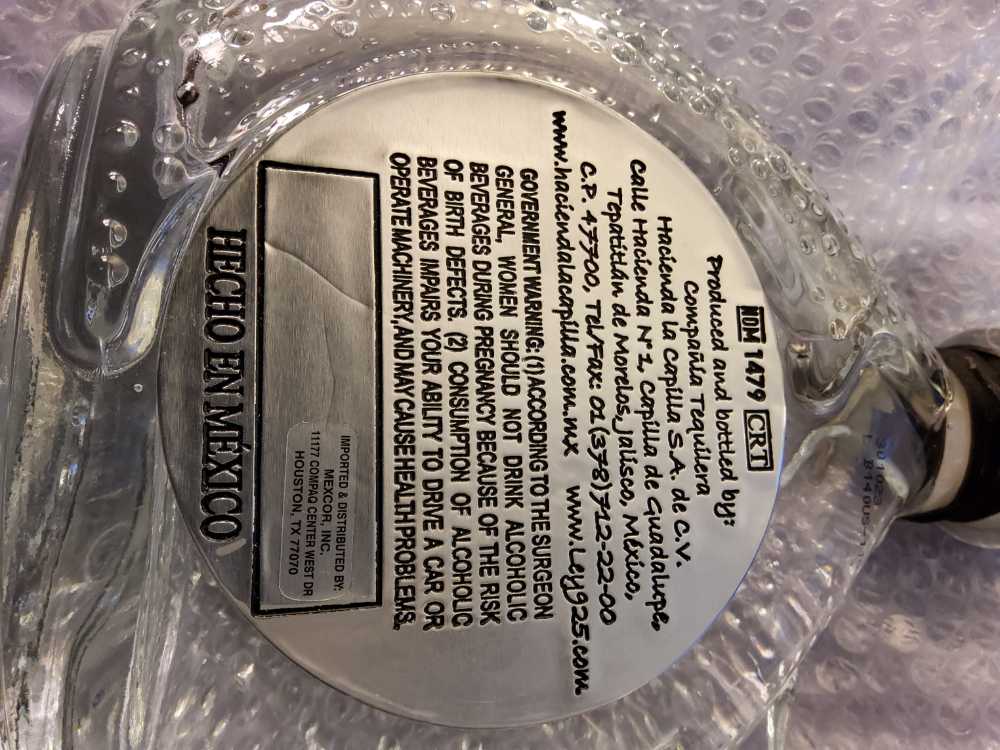 NOM 1479 CRT
Produced and bottled by:
Compañía Tequilera
Hacienda la Capilla S.A. de C.V.
Calle Hacienda Nº 1, Capilla de Guadalupe,
Tepatitlán de Morelos, Jalisco, México,
C.P. 47700, Tel/Fax: 01 (378)712-22-00
www.haciendalacapilla.com.mx www.Ley925.com
GOVERNMENT WARNING: (1) ACCORDING TO THE SURGEON
GENERAL, WOMEN SHOULD NOT DRINK ALCOHOLIC
BEVERAGES DURING PREGNANCY BECAUSE OF THE RISK
OF BIRTH DEFECTS. (2) CONSUMPTION OF ALCOHOLIC
BEVERAGES IMPAIRS YOUR ABILITY TO DRIVE A CAR OR
OPERATE MACHINERY, AND MAY CAUSE HEALTH PROBLEMS.
IMPORTED & DISTRIBUTED BY:
MEXCOR, INC.
11177 COMPAQ CENTER WEST DR
HOUSTON, TX 77070
HECHO EN MÉXICO